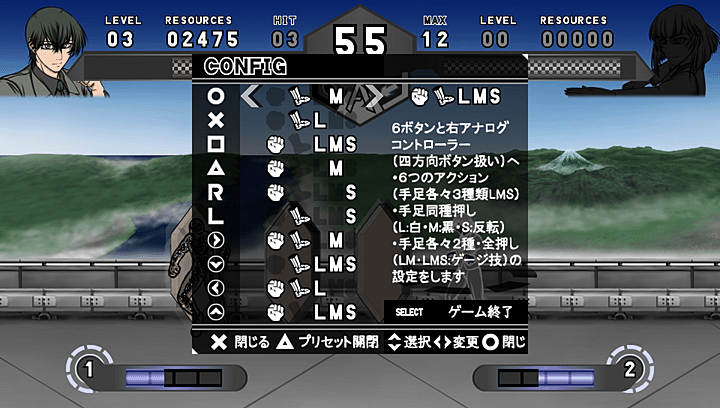 LEVEL RESOURCES HIT MAX LEVEL RESOURCES
03 02475 03 55 12 00 00000
CONFIG
M LMS
L
LMS
M
R S
L S
M
LMS
L
LMS
6ボタンと右アナログ
コントローラー
(四方向ボタン扱い)へ
・6つのアクション
(手足各々3種類LMS)
・手足同種押し
(L:白・M:黒・S:反転)
・手足各々2種・全押し
(LM・LMS:ゲージ技)の
設定をします
SELECT ゲーム終了
閉じる プリセット開閉 選択 変更 閉じ
1 2